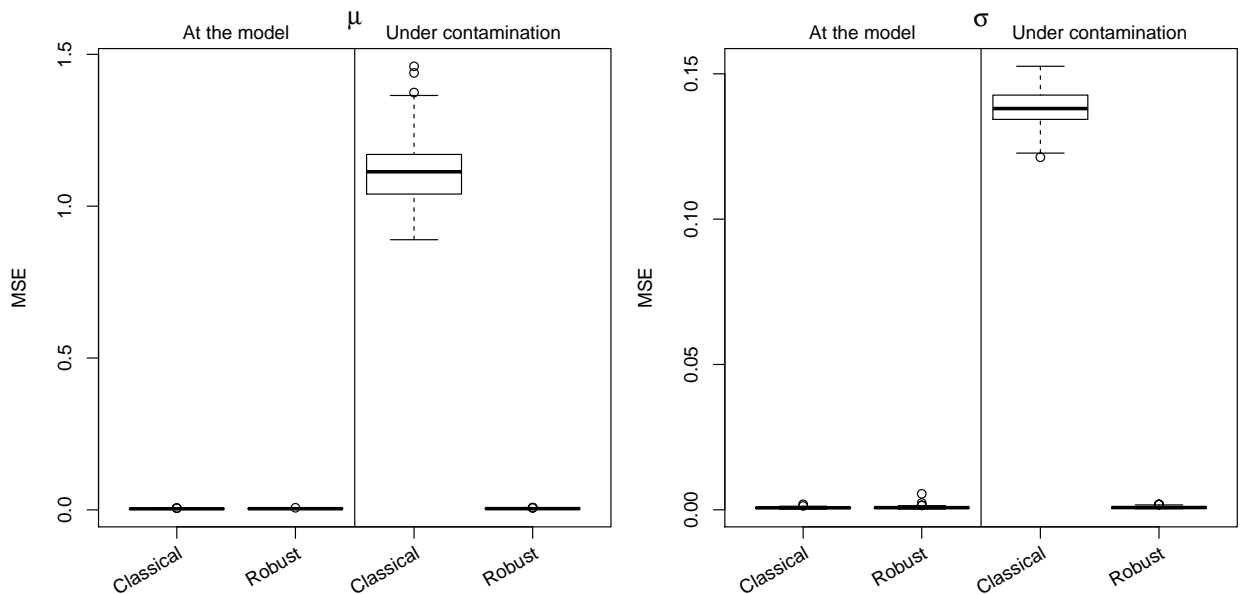 μ
At the model
Under contamination
MSE
1.5
1.0
0.5
0.0
Classical
Robust
Classical
Robust
σ
At the model
Under contamination
MSE
0.15
0.10
0.05
0.00
Classical
Robust
Classical
Robust